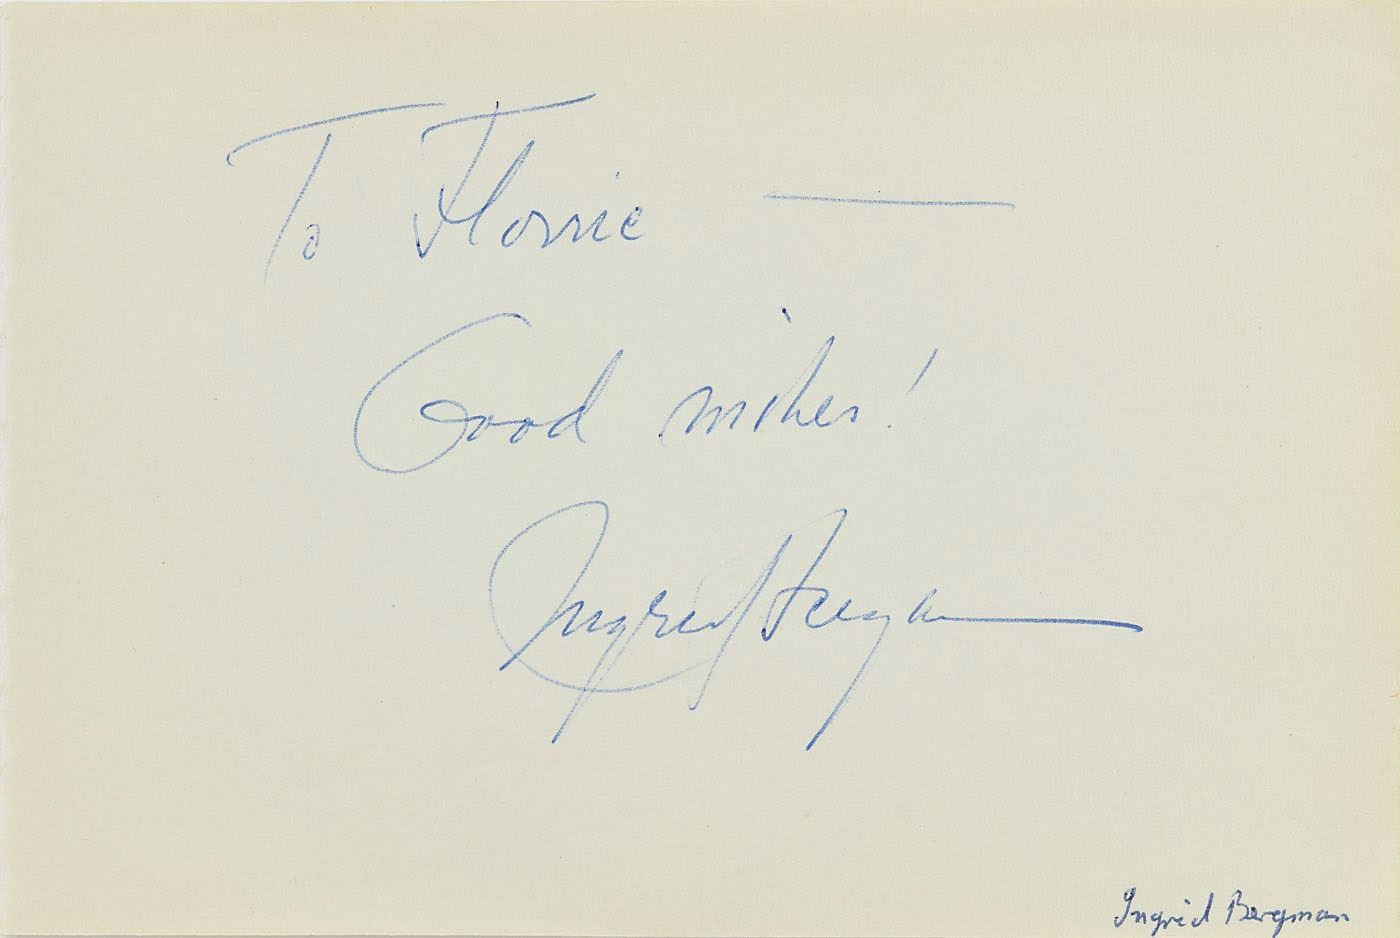 To Florrie —
Good wishes!
Ingrid Bergman
Ingrid Bergman